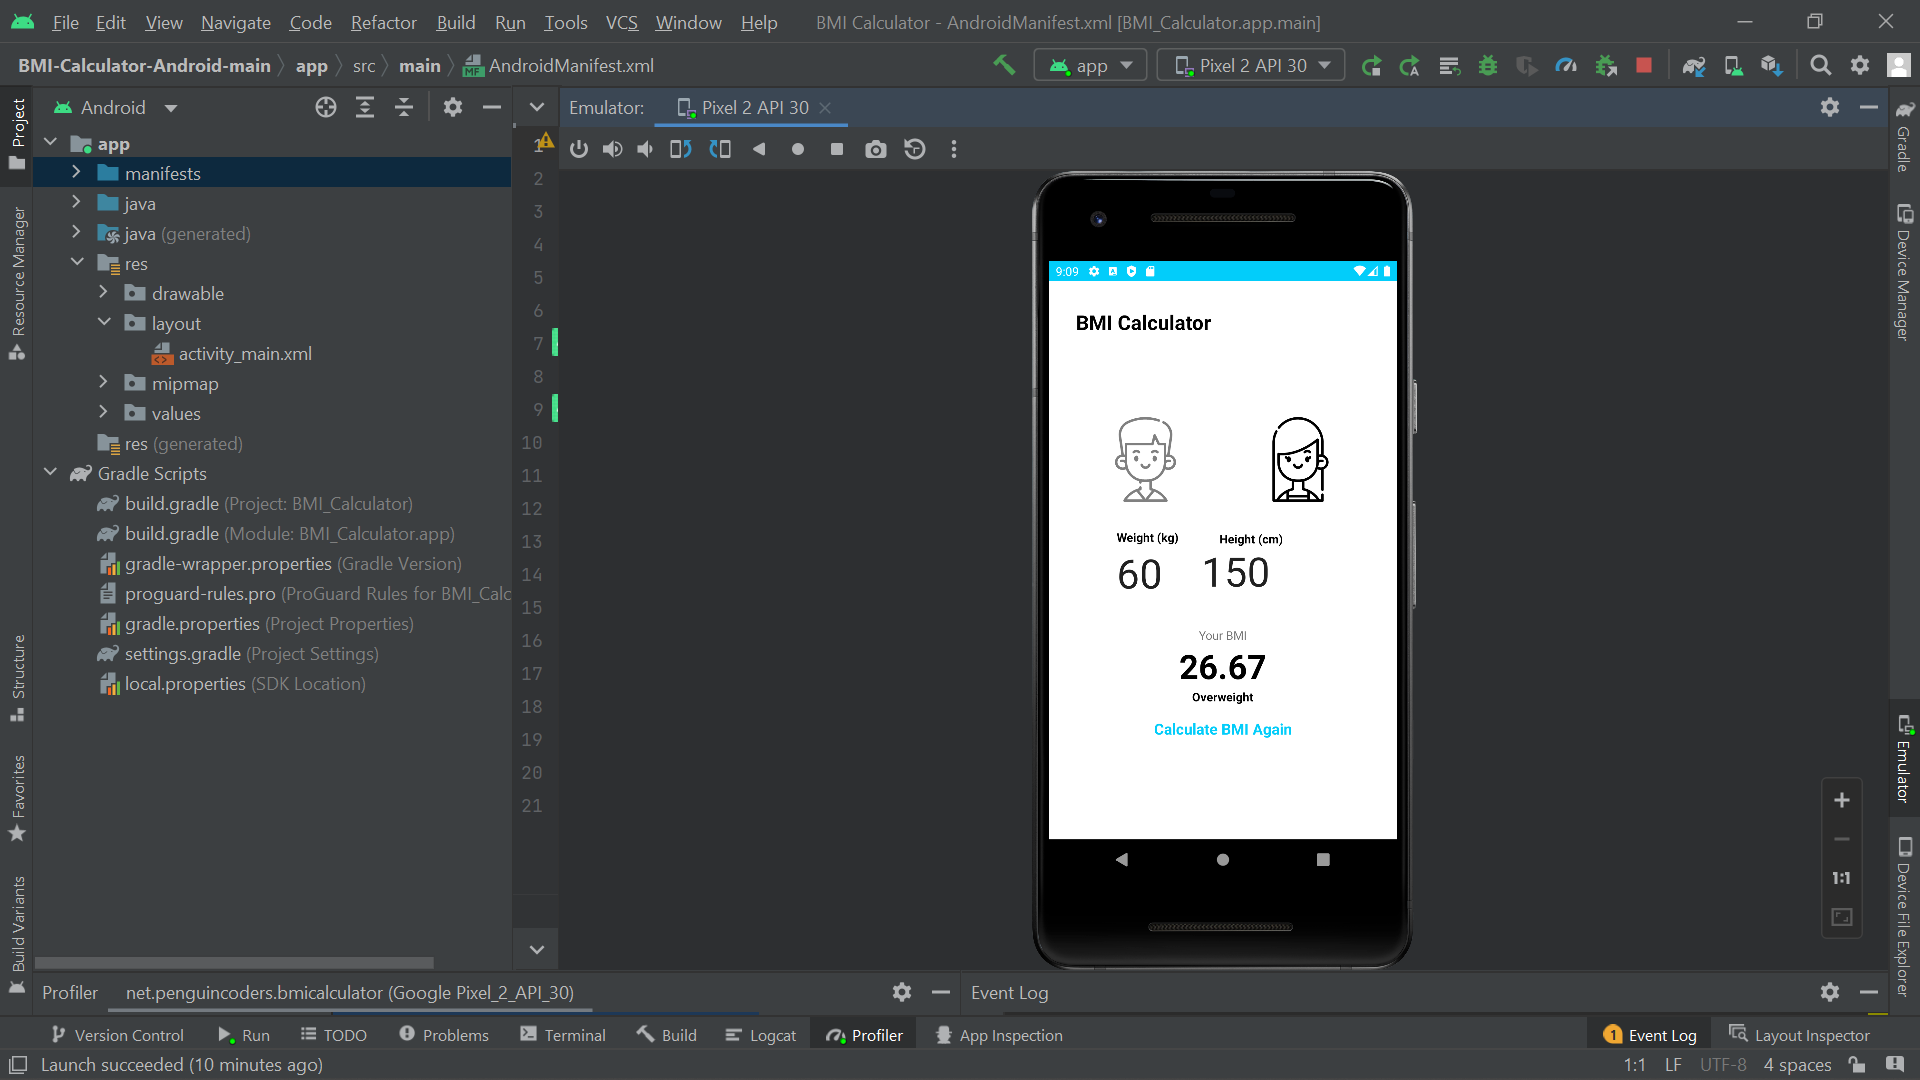 File Edit View Navigate Code Refactor Build Run Tools VCS Window Help BMI Calculator - AndroidManifest.xml [BMI_Calculator.app.main]
BMI-Calculator-Android-main app src main AndroidManifest.xml app Pixel 2 API 30
Project
Resource Manager
Structure
Favorites
Build Variants
Android
app
manifests
java
java (generated)
res
drawable
layout
activity_main.xml
mipmap
values
res (generated)
Gradle Scripts
build.gradle (Project: BMI_Calculator)
build.gradle (Module: BMI_Calculator.app)
gradle-wrapper.properties (Gradle Version)
proguard-rules.pro (ProGuard Rules for BMI_Calc
gradle.properties (Project Properties)
settings.gradle (Project Settings)
local.properties (SDK Location)
1
2
3
4
5
6
7
8
9
10
11
12
13
14
15
16
17
18
19
20
21
Emulator: Pixel 2 API 30
9:09
BMI Calculator
Weight (kg) Height (cm)
60 150
Your BMI
26.67
Overweight
Calculate BMI Again
1:1
Gradle
Device Manager
Emulator
Device File Explorer
Profiler net.penguincoders.bmicalculator (Google Pixel_2_API_30) Event Log
Version Control Run TODO Problems Terminal Build Logcat Profiler App Inspection 1 Event Log Layout Inspector
Launch succeeded (10 minutes ago) 1:1 LF UTF-8 4 spaces